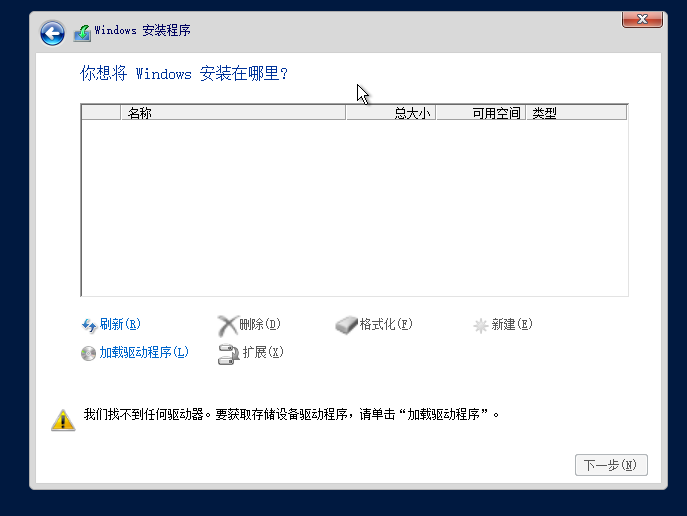 Windows 安装程序
你想将 Windows 安装在哪里?
名称 总大小 可用空间 类型
刷新(R) 删除(D) 格式化(F) 新建(E)
加载驱动程序(L) 扩展(X)
我们找不到任何驱动器。要获取存储设备驱动程序，请单击“加载驱动程序”。
下一步(N)